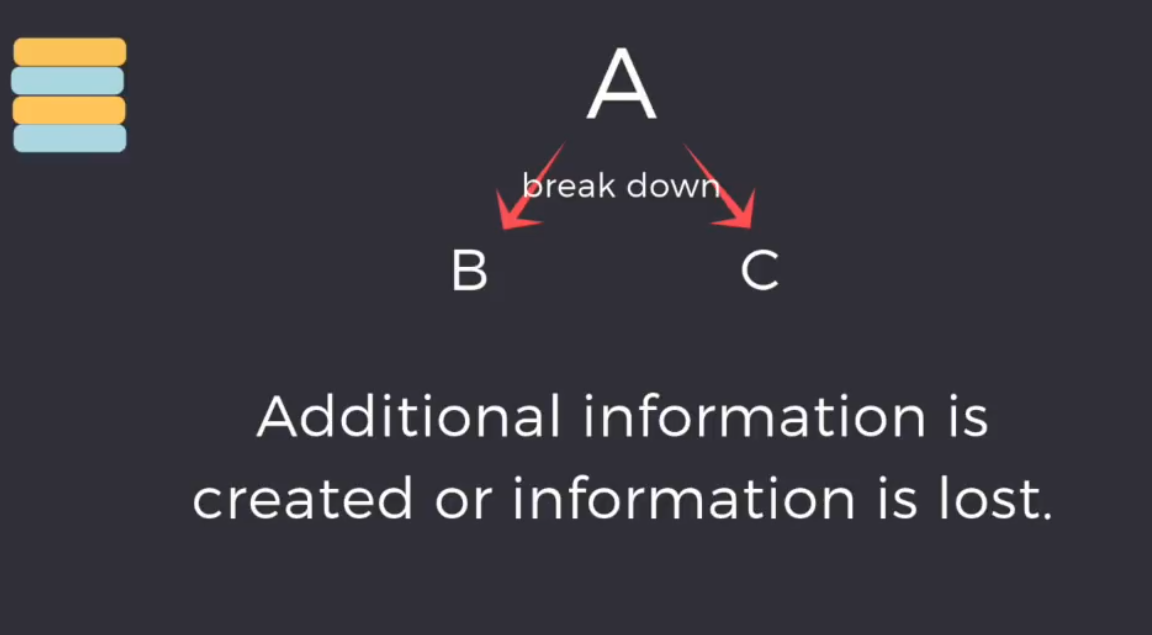 A
break down
B C
Additional information is
created or information is lost.